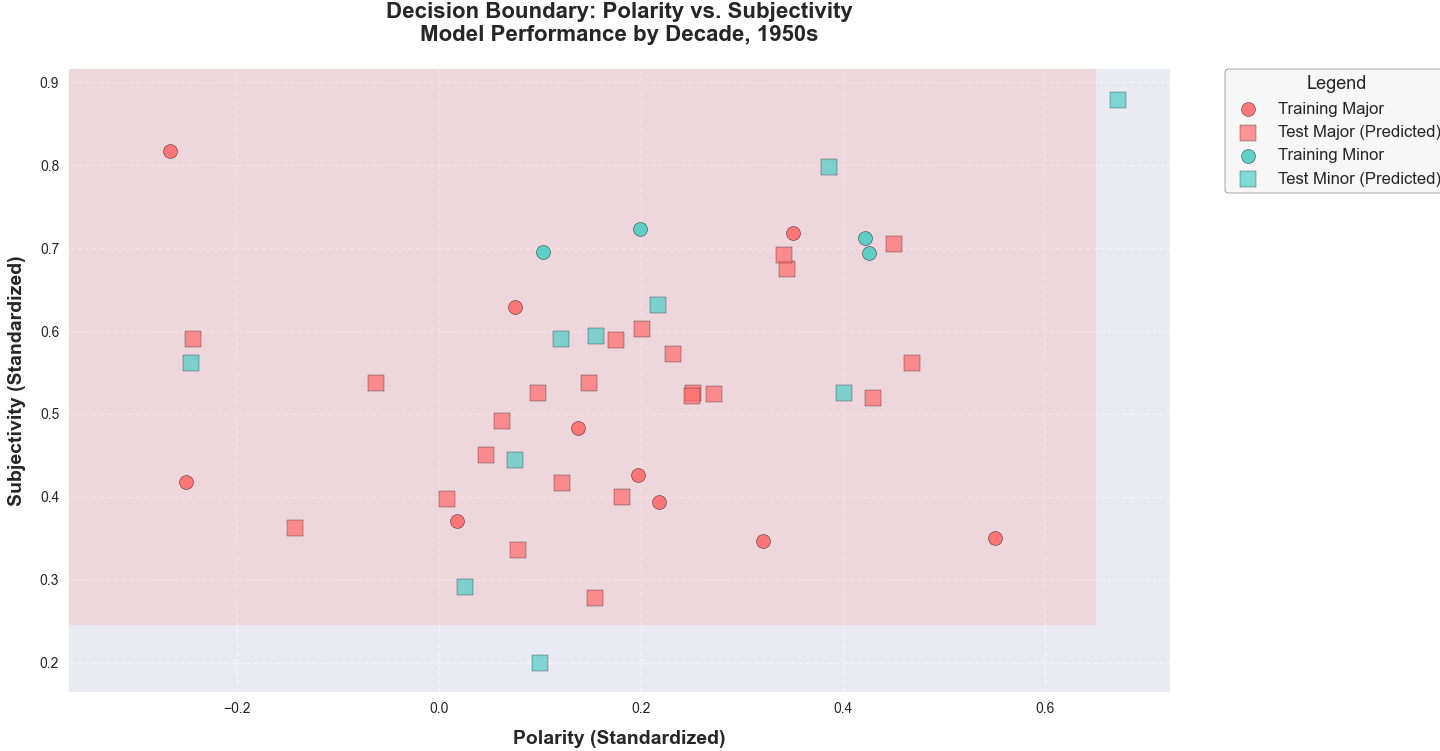 Decision Boundary: Polarity vs. Subjectivity
Model Performance by Decade, 1950s
Legend
Training Major
Test Major (Predicted)
Training Minor
Test Minor (Predicted)
0.9
0.8
0.7
0.6
0.5
0.4
0.3
0.2
Subjectivity (Standardized)
−0.2
0.0
0.2
0.4
0.6
Polarity (Standardized)